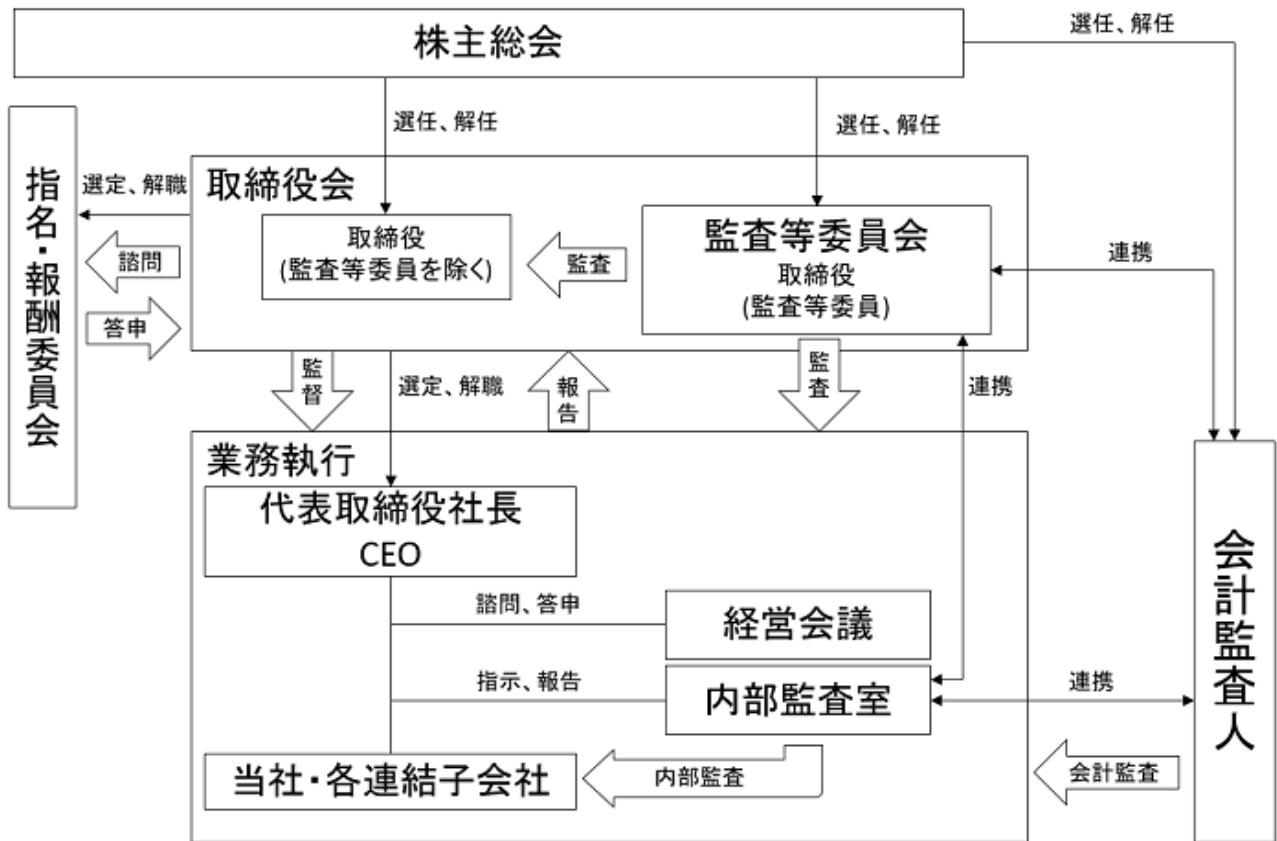 株主総会
選任、解任
選任、解任
選任、解任
指名・報酬委員会
選定、解職
諮問
答申
取締役会
取締役
(監査等委員を除く)
監査
監査等委員会
取締役
(監査等委員)
連携
監督
選定、解職
報告
監査
連携
業務執行
代表取締役社長
CEO
諮問、答申
経営会議
指示、報告
内部監査室
連携
当社・各連結子会社
内部監査
会計監査
会計監査人